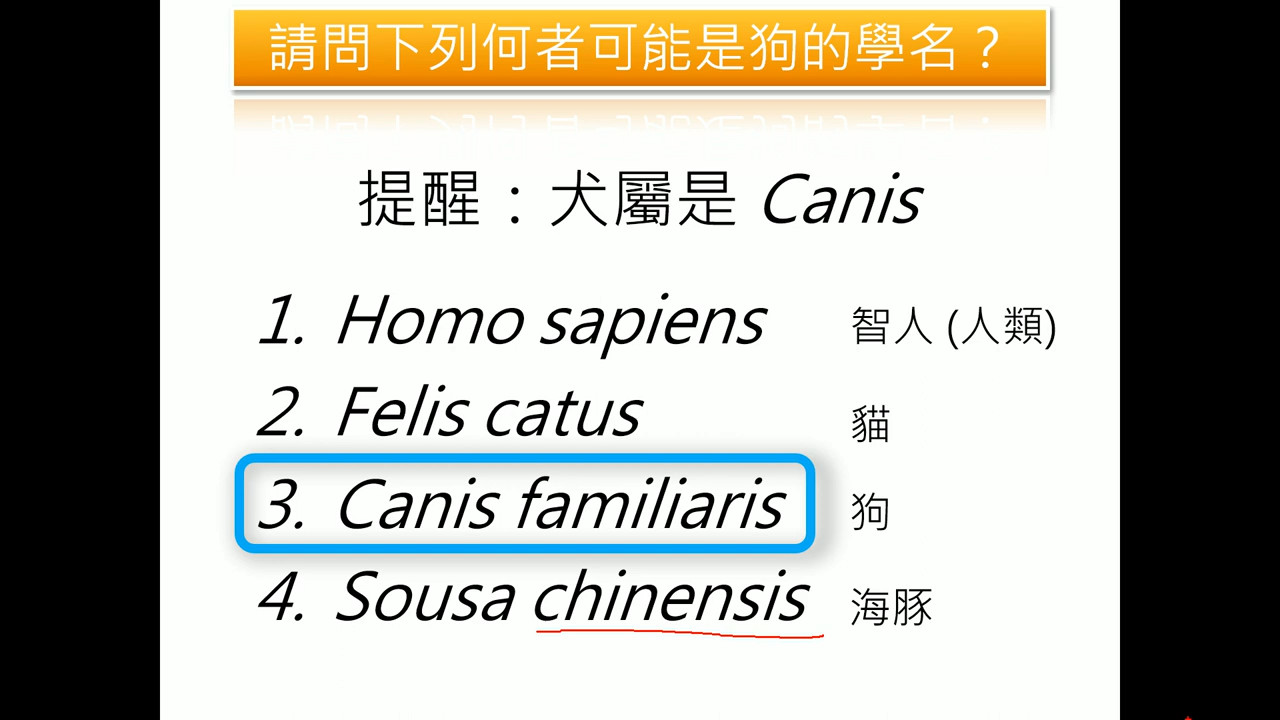 請問下列何者可能是狗的學名？
提醒：犬屬是 Canis
1. Homo sapiens 智人 (人類)
2. Felis catus 貓
3. Canis familiaris 狗
4. Sousa chinensis 海豚